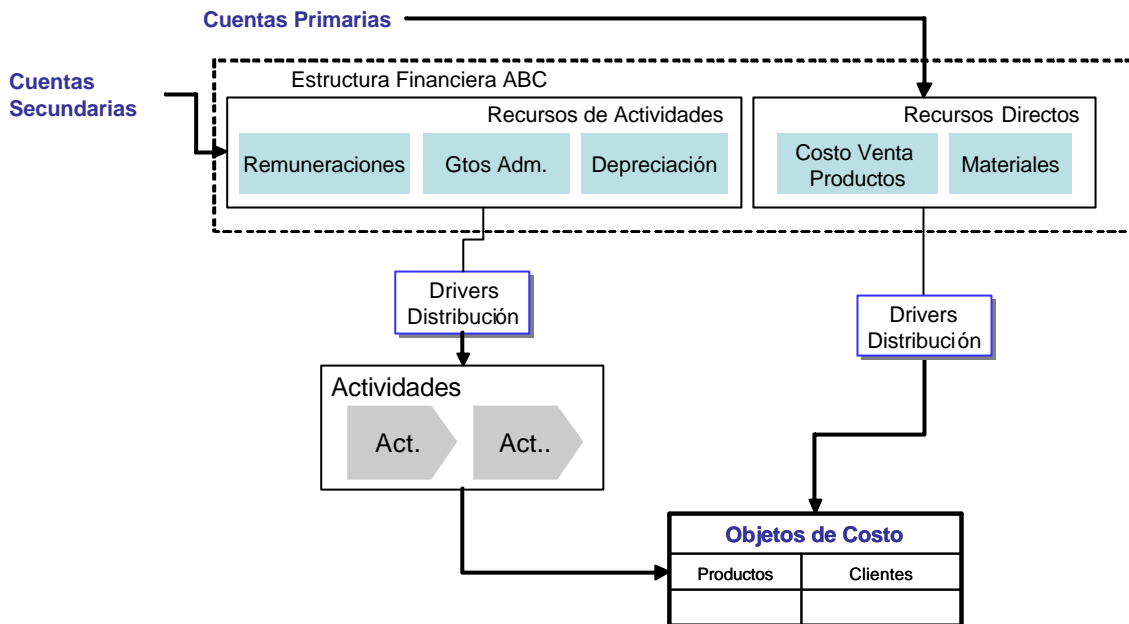 Cuentas Primarias
Cuentas
Secundarias
Estructura Financiera ABC
Recursos de Actividades
Remuneraciones
Gtos Adm.
Depreciación
Recursos Directos
Costo Venta
Productos
Materiales
Drivers
Distribución
Drivers
Distribución
Actividades
Act.
Act..
Objetos de Costo
Productos
Clientes